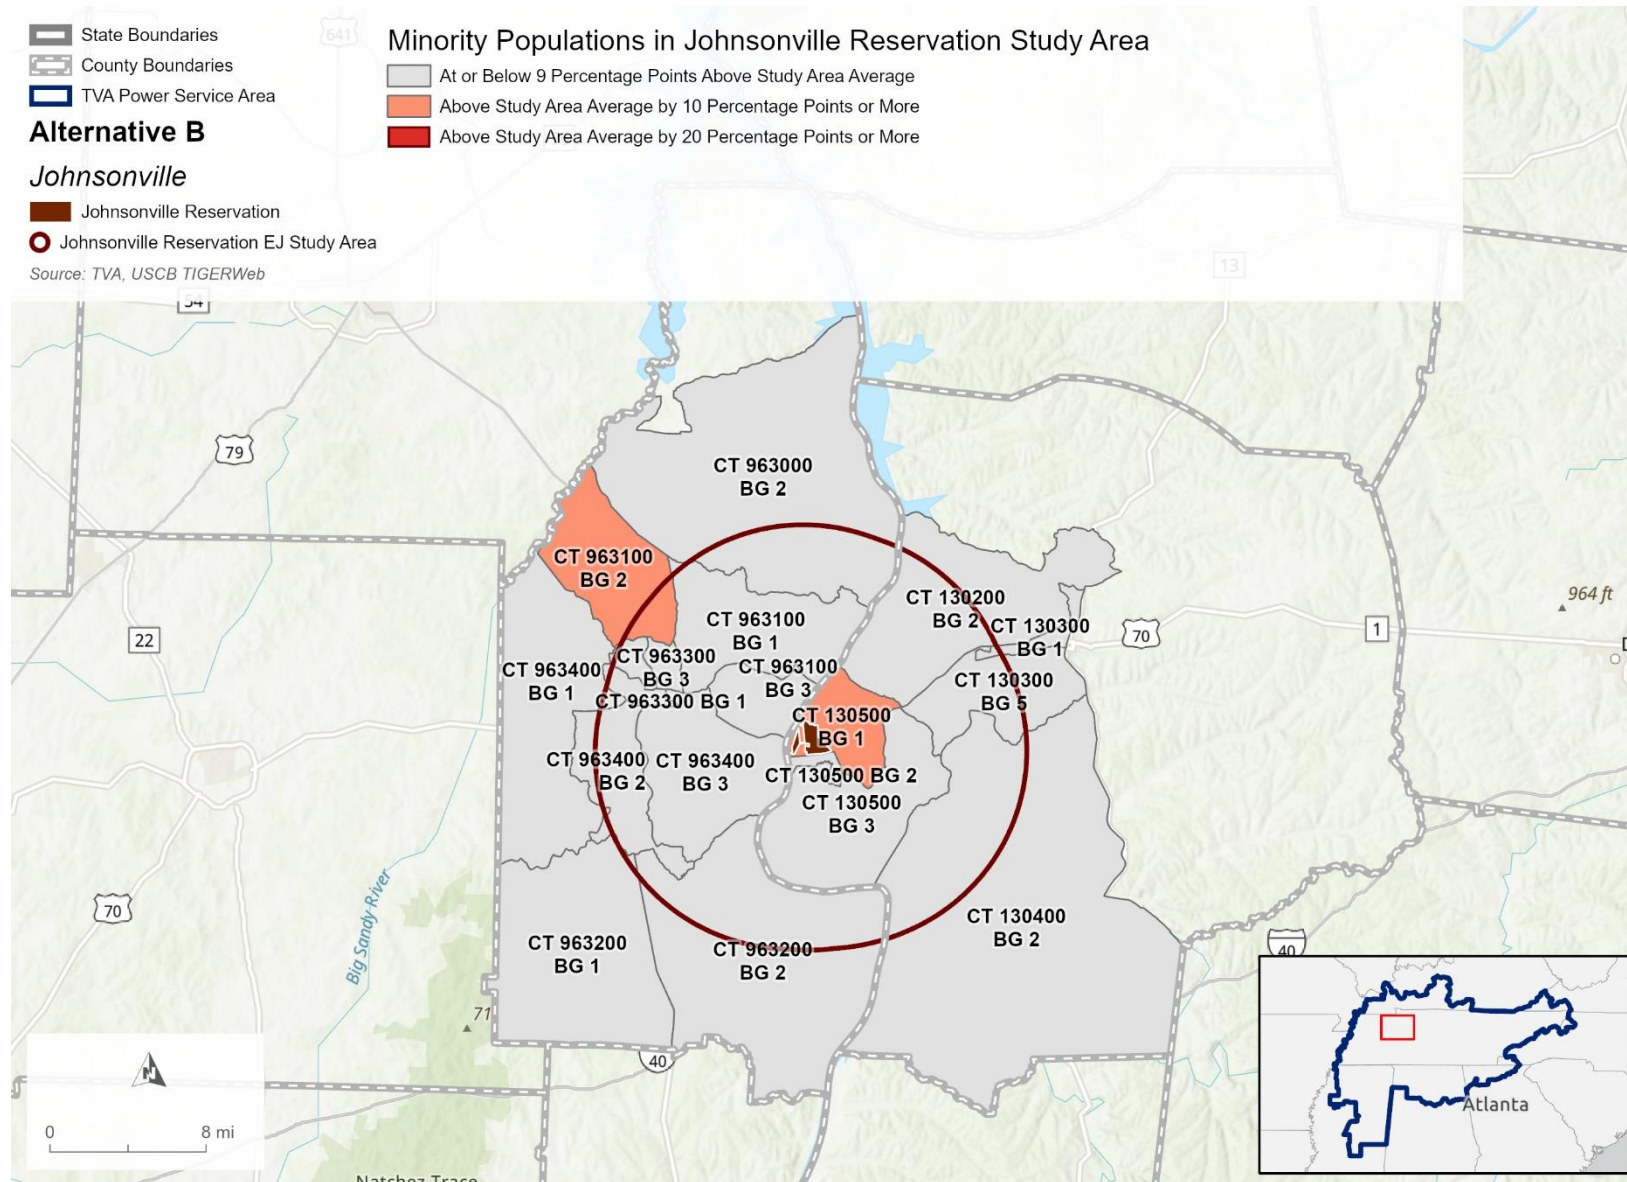 State Boundaries
County Boundaries
TVA Power Service Area
Alternative B
Johnsonville
Johnsonville Reservation
Johnsonville Reservation EJ Study Area
Source: TVA, USCB TIGERWeb
Minority Populations in Johnsonville Reservation Study Area
At or Below 9 Percentage Points Above Study Area Average
Above Study Area Average by 10 Percentage Points or More
Above Study Area Average by 20 Percentage Points or More
641
13
54
79
CT 963000
BG 2
CT 963100
BG 2
CT 130200
BG 2
964 ft
22
CT 963100
BG 1
CT 130300
BG 1
70
1
CT 963400
BG 1
CT 963300
BG 3
CT 963100
BG 3
CT 130300
BG 5
CT 963300 BG 1
CT 130500
BG 1
CT 963400
BG 2
CT 963400
BG 3
CT 130500 BG 2
CT 130500
BG 3
70
Big Sandy River
CT 963200
BG 1
CT 963200
BG 2
CT 130400
BG 2
40
71
40
N
0 8 mi
Atlanta
Natchez Trace